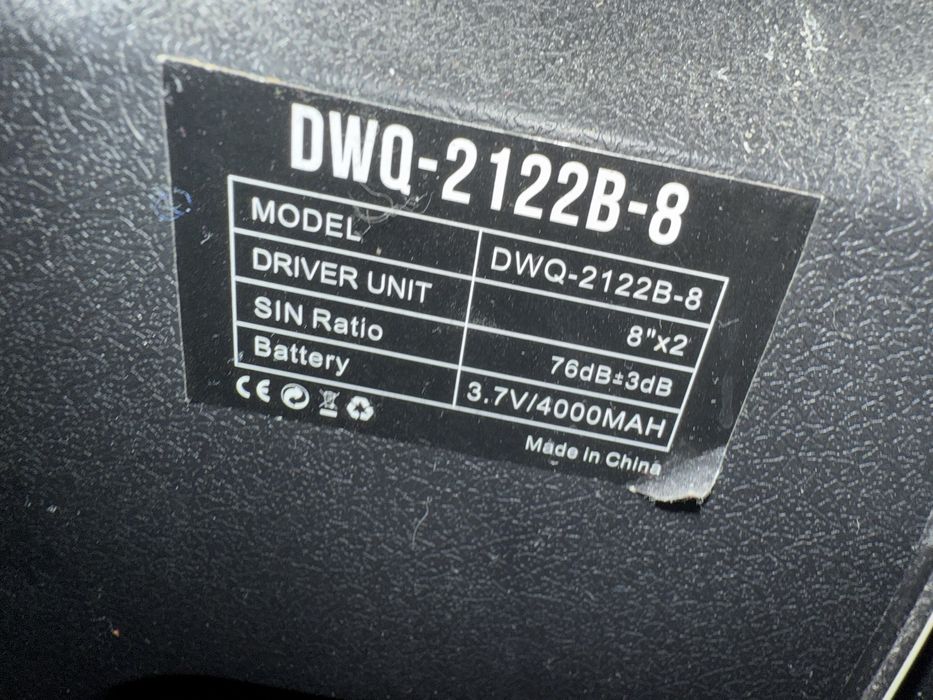 DWQ-2122B-8
MODEL DWQ-2122B-8
DRIVER UNIT 8"x2
SIN Ratio 76dB±3dB
Battery 3.7V/4000MAH
CE
Made in China